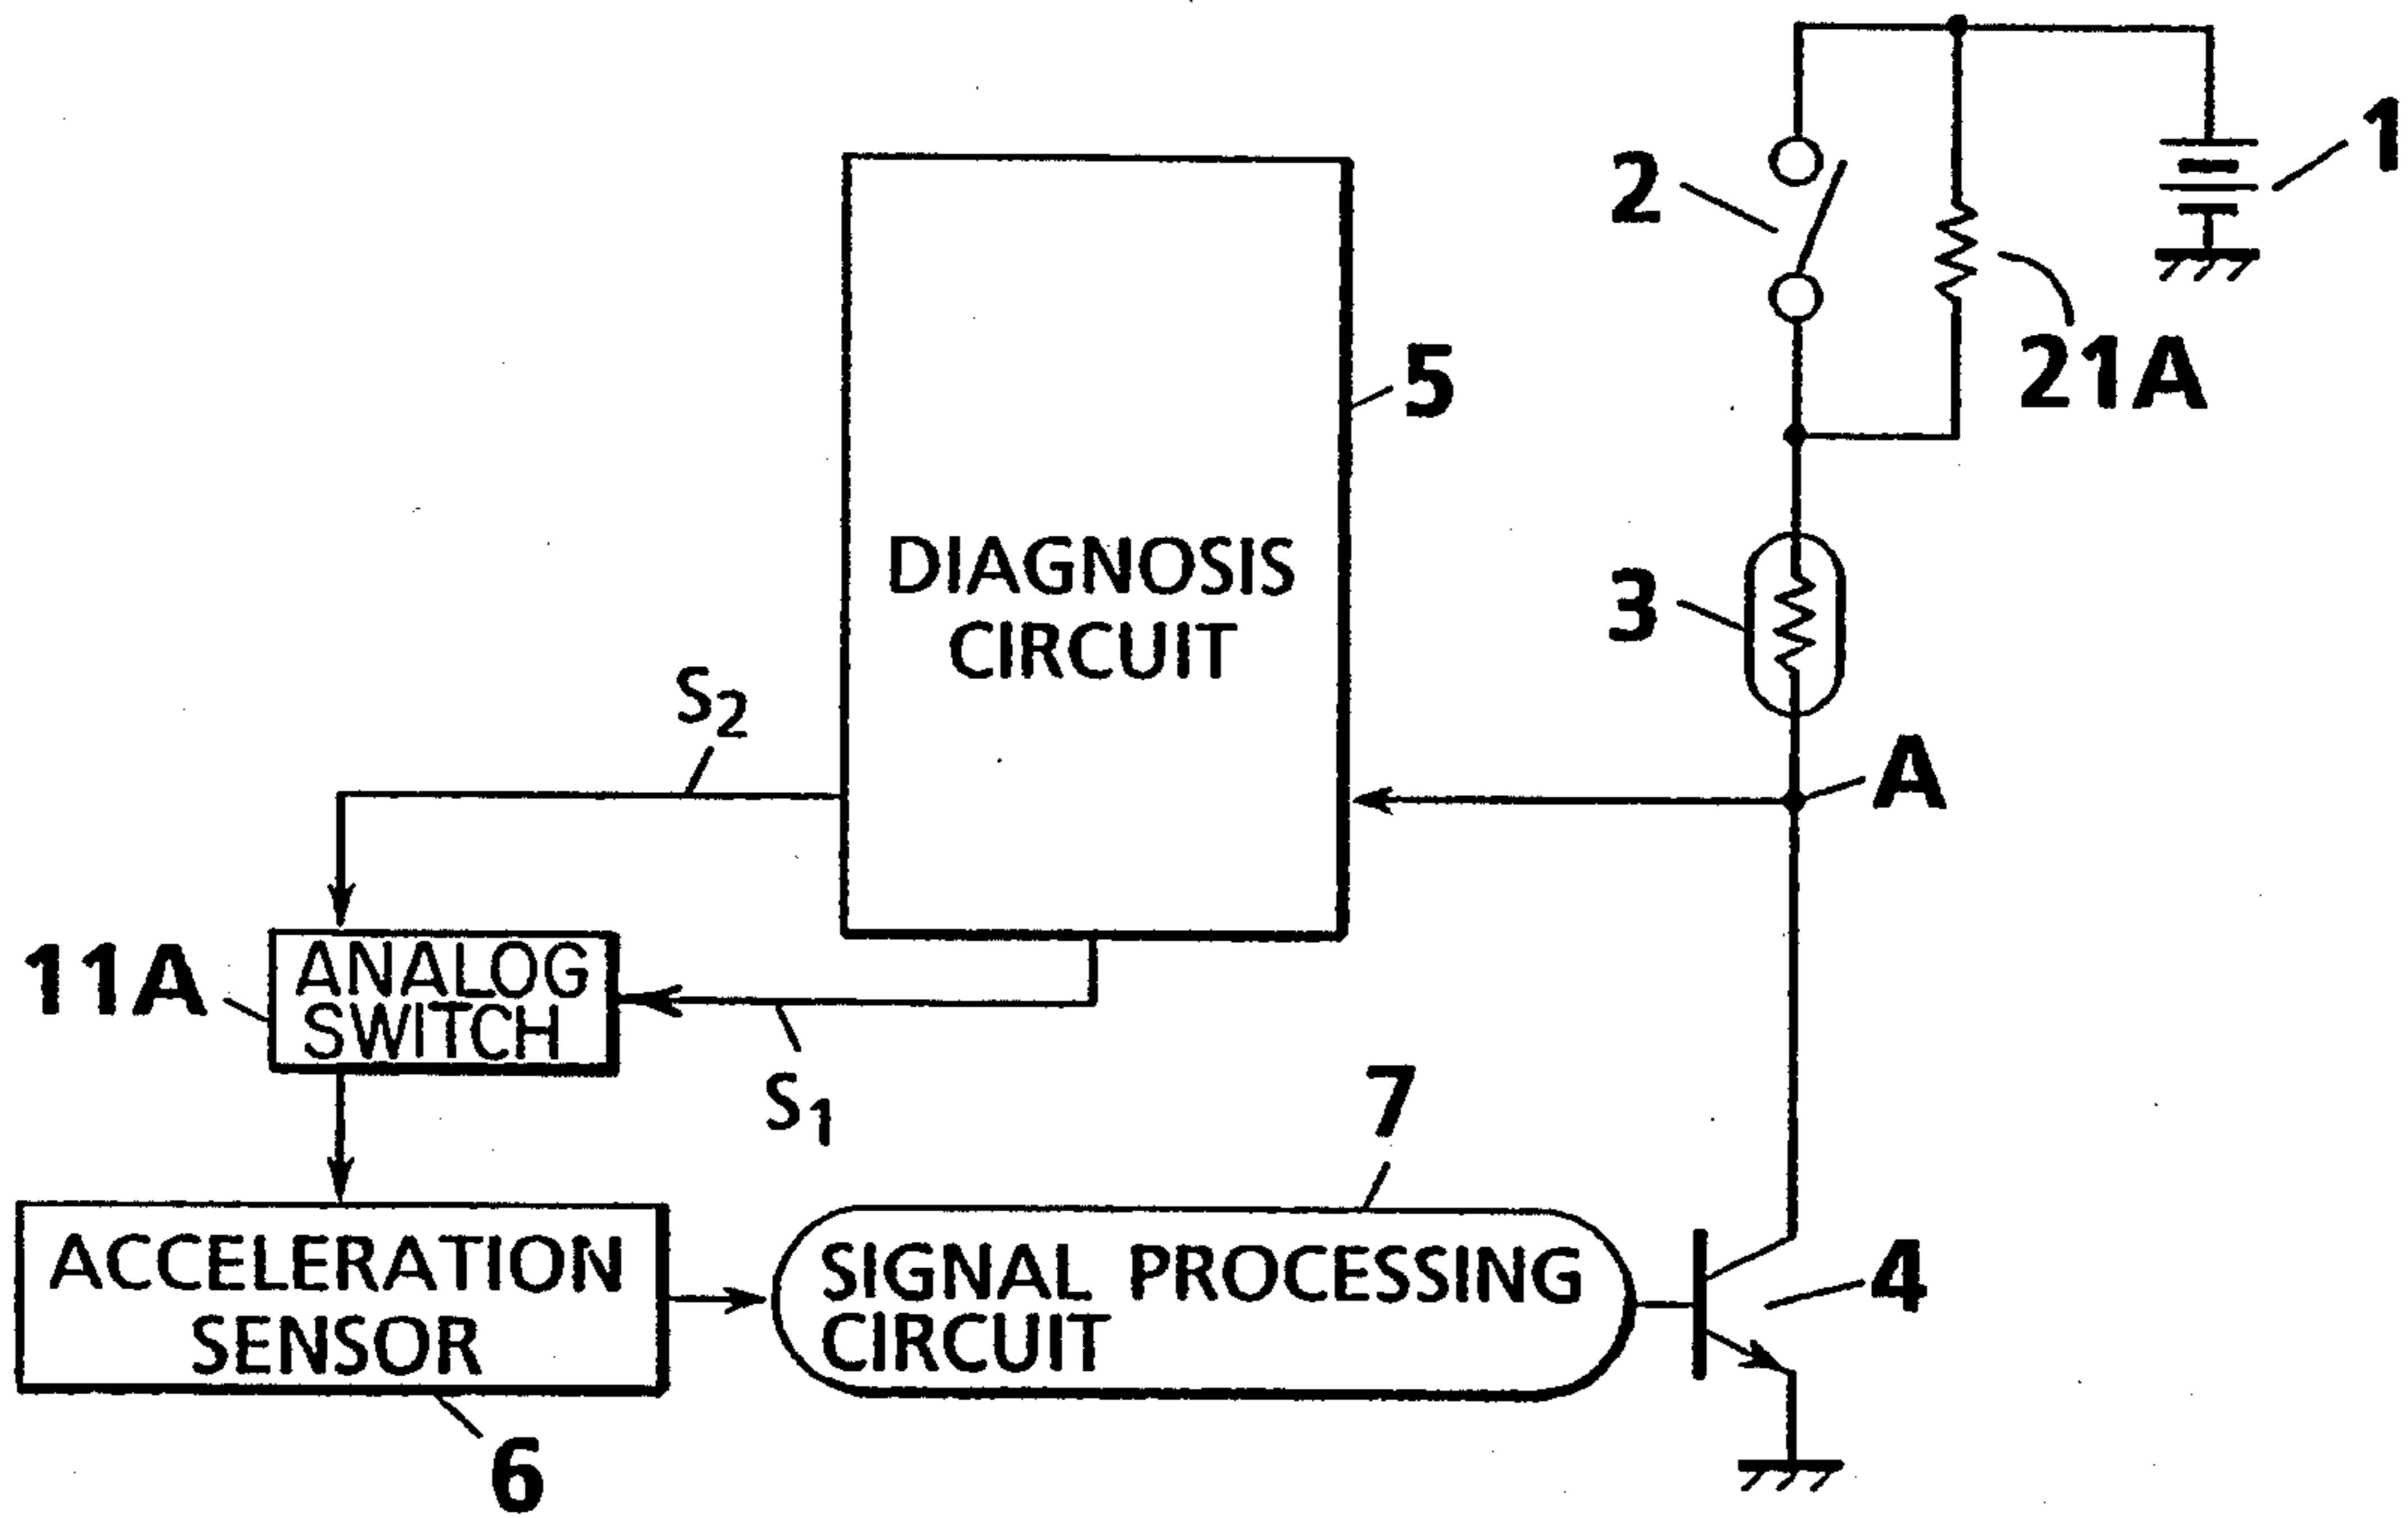 1
2
21A
5
DIAGNOSIS
CIRCUIT
3
S2
A
11A
ANALOG
SWITCH
S1
7
ACCELERATION
SENSOR
SIGNAL PROCESSING
CIRCUIT
4
6